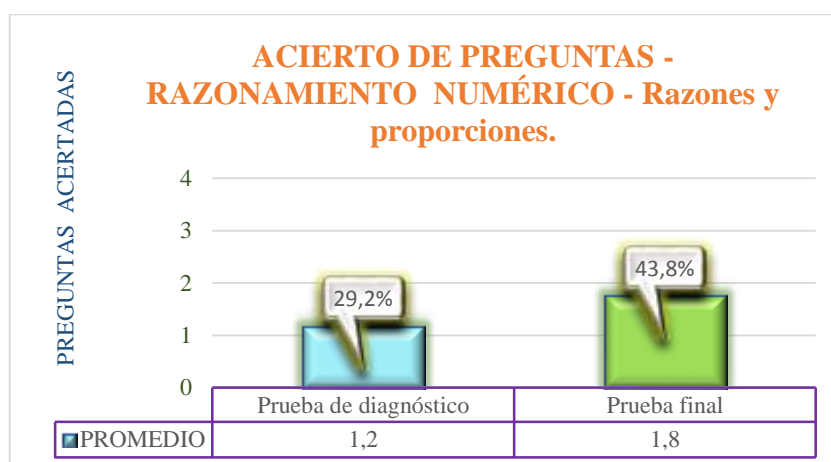 ACIERTO DE PREGUNTAS -
RAZONAMIENTO NUMÉRICO - Razones y
proporciones.
PREGUNTAS ACERTADAS
4
3
2
1
0
29,2%
43,8%
Prueba de diagnóstico Prueba final
PROMEDIO 1,2 1,8